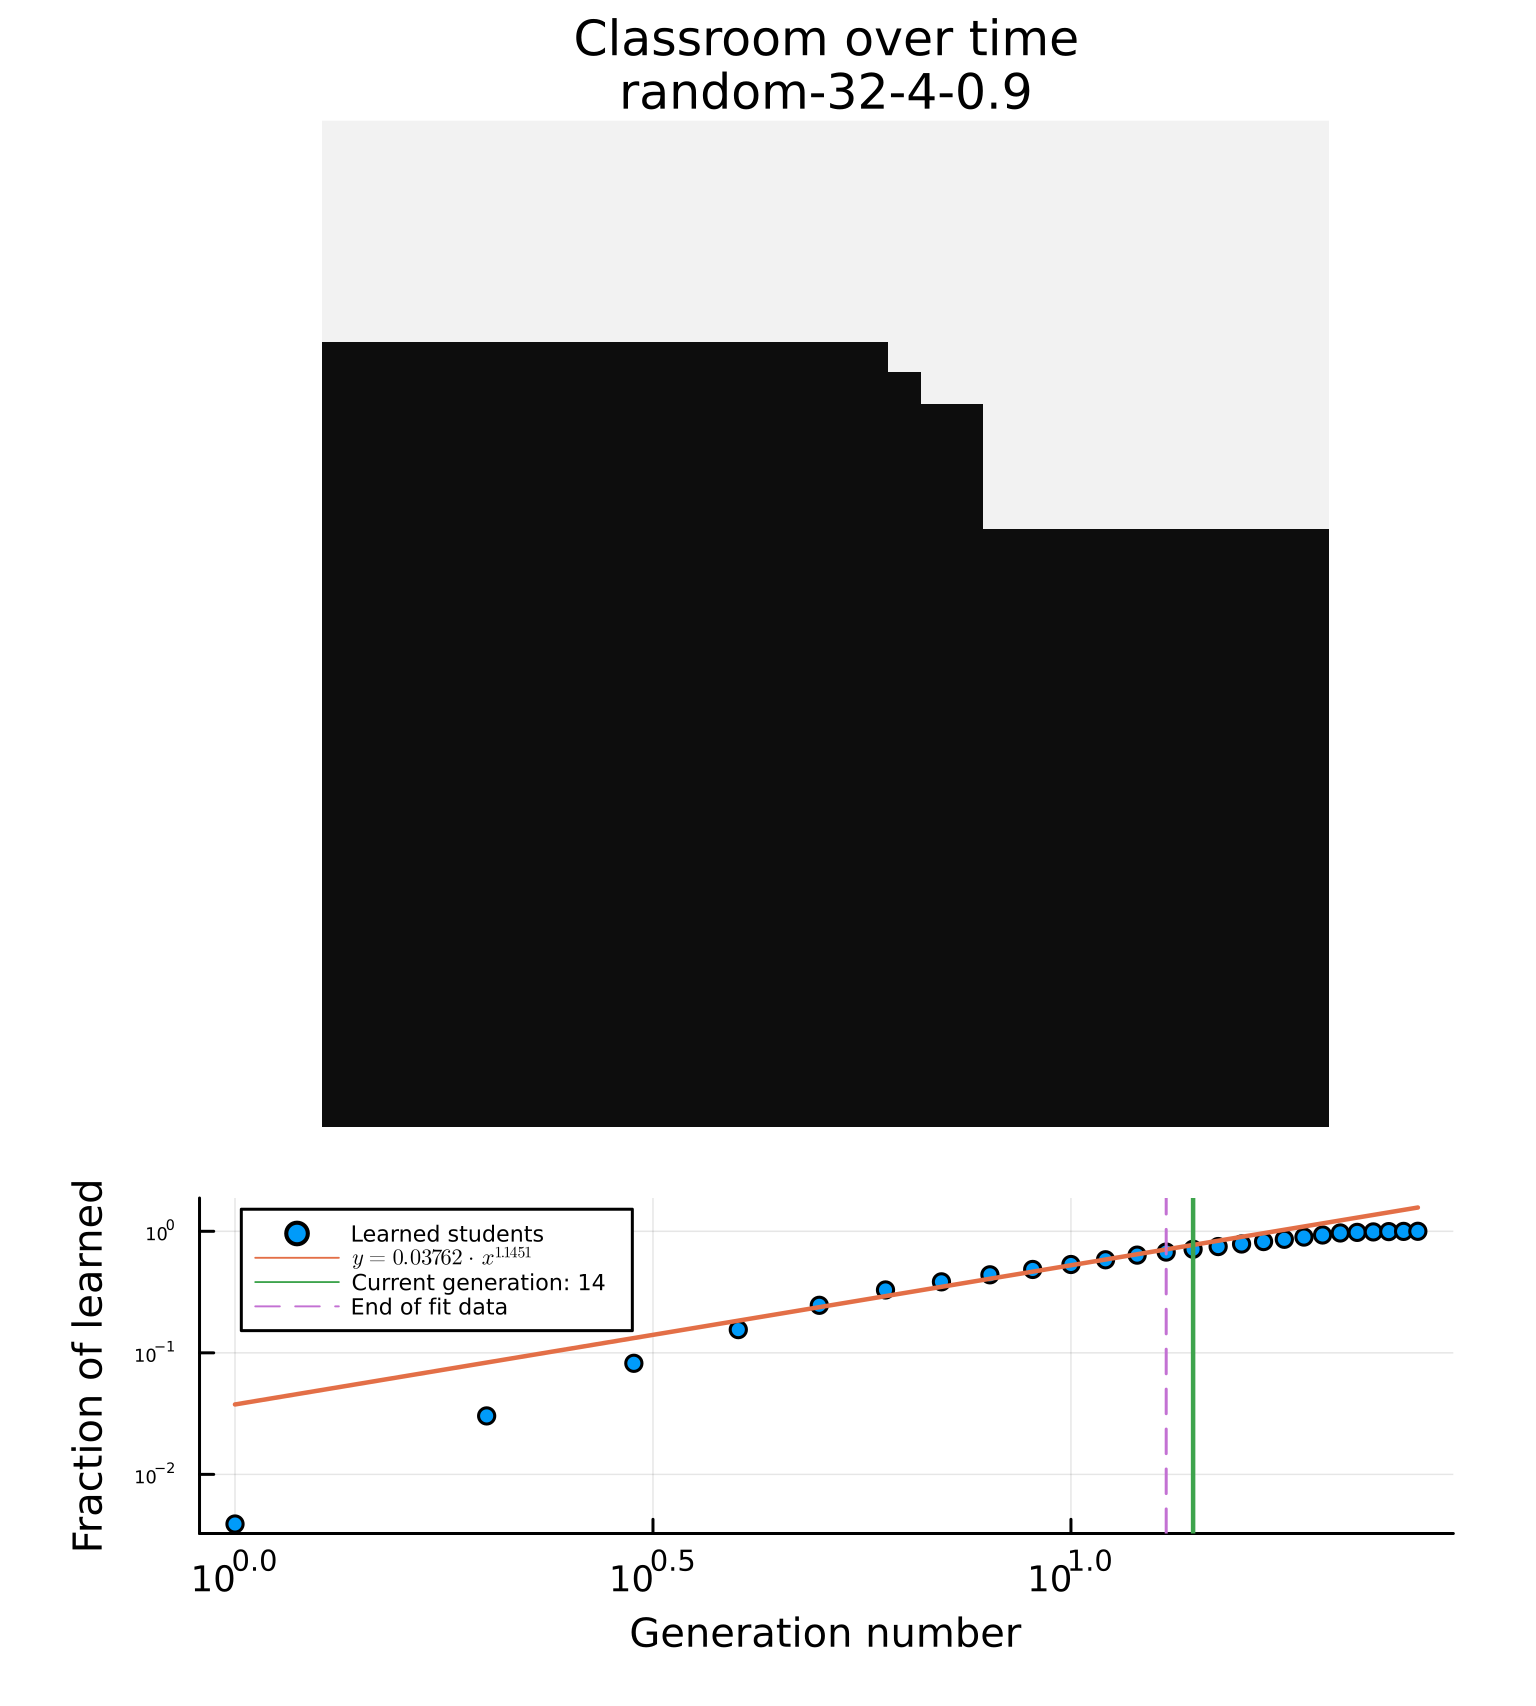 Classroom over time
random-32-4-0.9
Fraction of learned
10^0
10^-1
10^-2
Learned students
y = 0.03762 · x^1.1451
Current generation: 14
End of fit data
10^0.0 10^0.5 10^1.0
Generation number